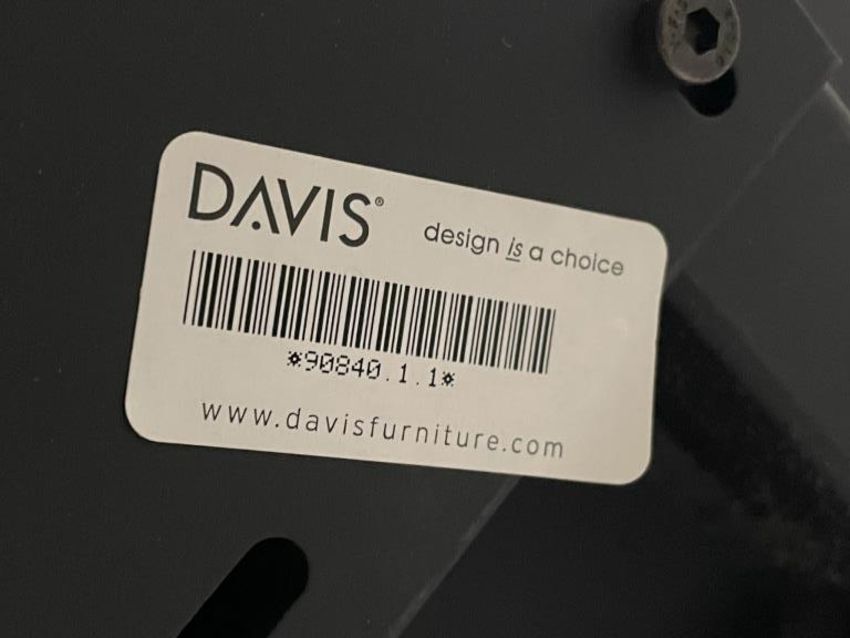 DAVIS®
design is a choice
*90840.1.1*
www.davisfurniture.com